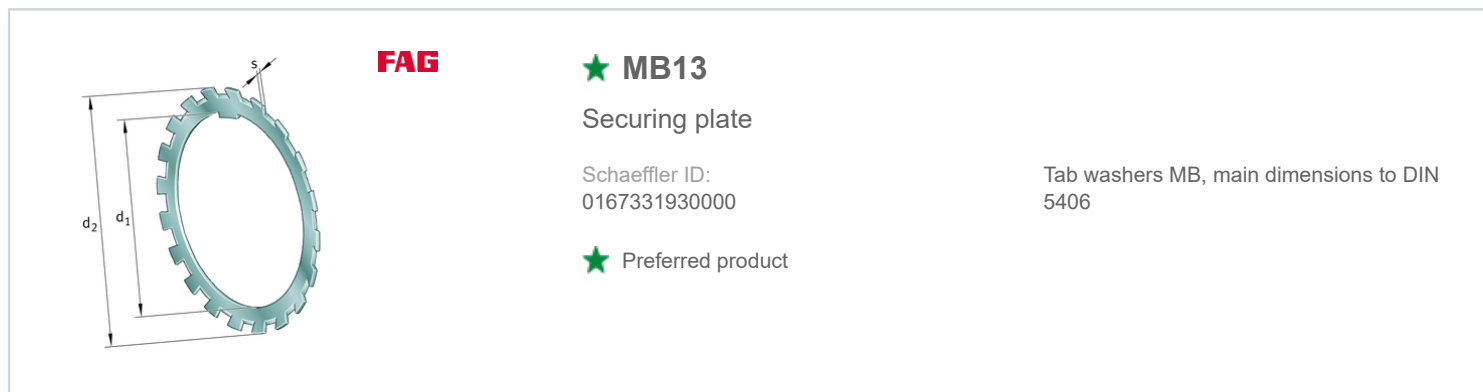 FAG
s
d2
d1
MB13
Securing plate
Schaeffler ID:
0167331930000
Tab washers MB, main dimensions to DIN
5406
Preferred product